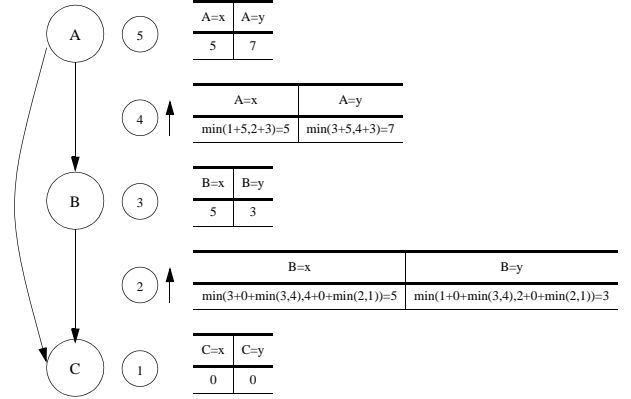 A
5
A=x A=y
5 7
4
A=x A=y
min(1+5,2+3)=5 min(3+5,4+3)=7
B
3
B=x B=y
5 3
2
B=x B=y
min(3+0+min(3,4),4+0+min(2,1))=5 min(1+0+min(3,4),2+0+min(2,1))=3
C
1
C=x C=y
0 0